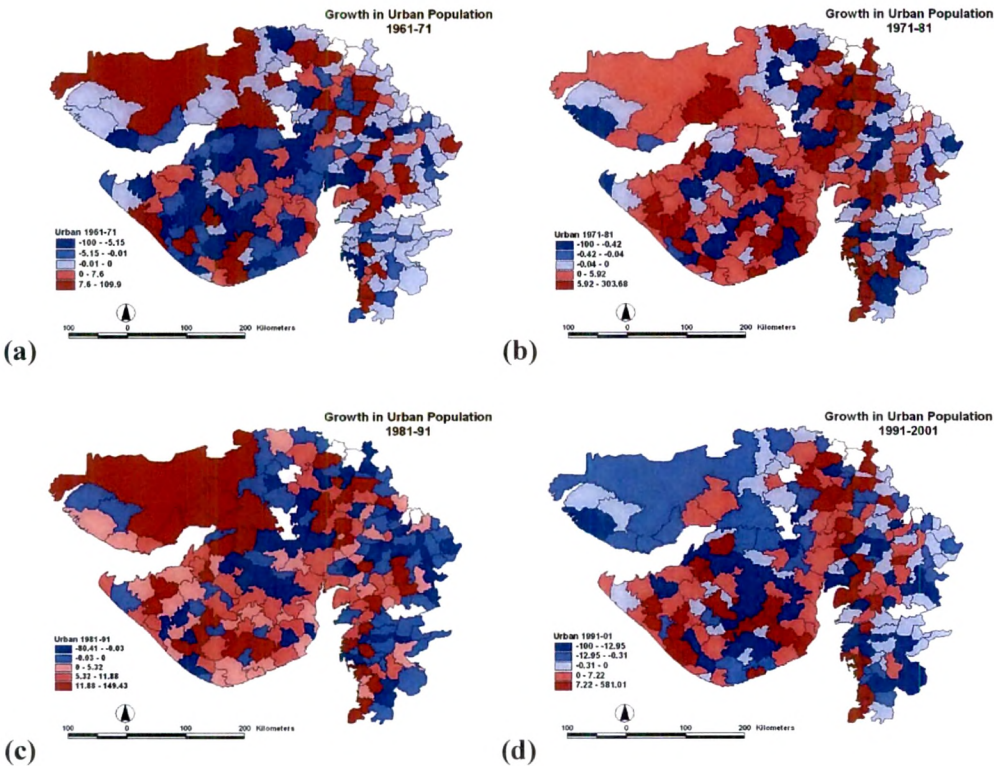 (a)
Growth in Urban Population
1961-71
Urban 1961-71
-100 - -5.15
-5.15 - -0.01
-0.01 - 0
0 - 7.6
7.6 - 109.9
100 0 100 200 Kilometers
(b)
Growth in Urban Population
1971-81
Urban 1971-81
-100 - -0.42
-0.42 - -0.04
-0.04 - 0
0 - 5.92
5.92 - 303.68
100 0 100 200 Kilometers
(c)
Growth in Urban Population
1981-91
Urban 1981-91
-80.41 - -0.03
-0.03 - 0
0 - 5.32
5.32 - 11.88
11.88 - 149.43
100 0 100 200 Kilometers
(d)
Growth in Urban Population
1991-2001
Urban 1991-01
-100 - -12.95
-12.95 - -0.31
-0.31 - 0
0 - 7.22
7.22 - 581.01
100 0 100 200 Kilometers